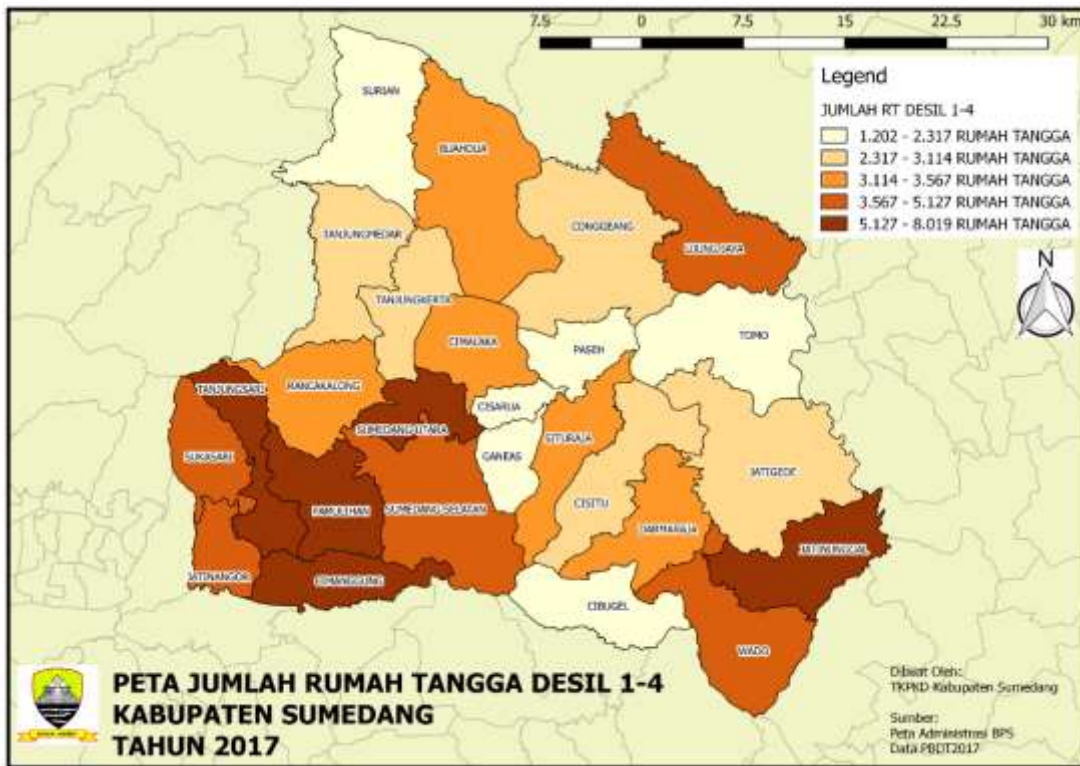 7.5 0 7.5 15 22.5 30 km
Legend
JUMLAH RT DESIL 1-4
1.202 - 2.317 RUMAH TANGGA
2.317 - 3.114 RUMAH TANGGA
3.114 - 3.567 RUMAH TANGGA
3.567 - 5.127 RUMAH TANGGA
5.127 - 8.019 RUMAH TANGGA
N
SURIAN
BUAHDUA
TANJUNGMEDAR
CONGGEANG
UJUNGJAYA
TANJUNGKERTA
CIMALAKA
PASEH
TOMO
TANJUNGSARI
RANCAKALONG
CISARUA
SUMEDANG UTARA
SITURAJA
SUKASARI
GANEAS
JATIGEDE
CISITU
PAMULIHAN
SUMEDANG SELATAN
DARMARAJA
JATINUNGGAL
JATINANGOR
CIMANGGUNG
CIBUGEL
WADO
PETA JUMLAH RUMAH TANGGA DESIL 1-4
KABUPATEN SUMEDANG
TAHUN 2017
Dibuat Oleh:
TKPKD Kabupaten Sumedang
Sumber:
Peta Administrasi BPS
Data PBDT2017